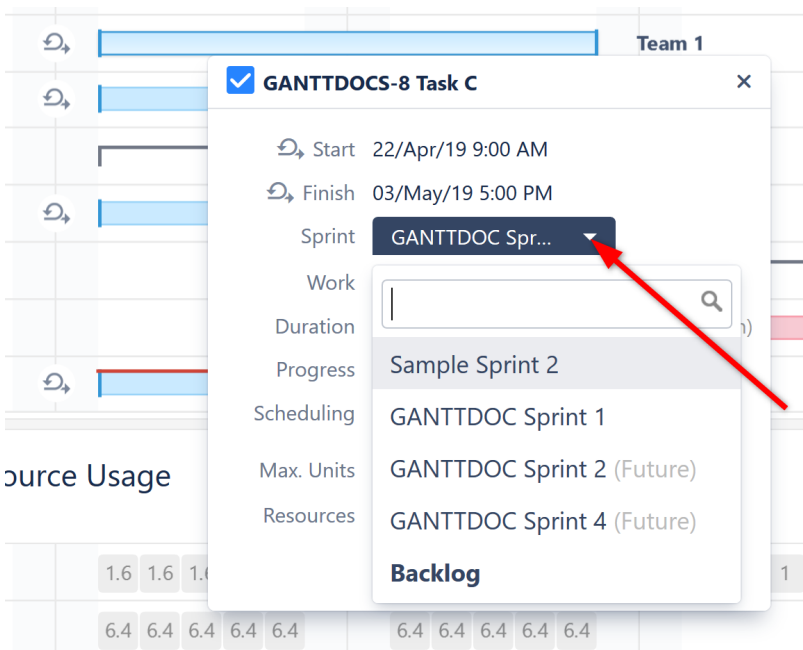 Team 1
GANTTDOCS-8 Task C
Start 22/Apr/19 9:00 AM
Finish 03/May/19 5:00 PM
Sprint GANTTDOC Spr...
Work
Duration
Progress
Scheduling
Max. Units
Resources
Sample Sprint 2
GANTTDOC Sprint 1
GANTTDOC Sprint 2 (Future)
GANTTDOC Sprint 4 (Future)
Backlog
Usage
1.6 1.6 1
6.4 6.4 6.4 6.4 6.4 6.4 6.4 6.4 6.4 6.4